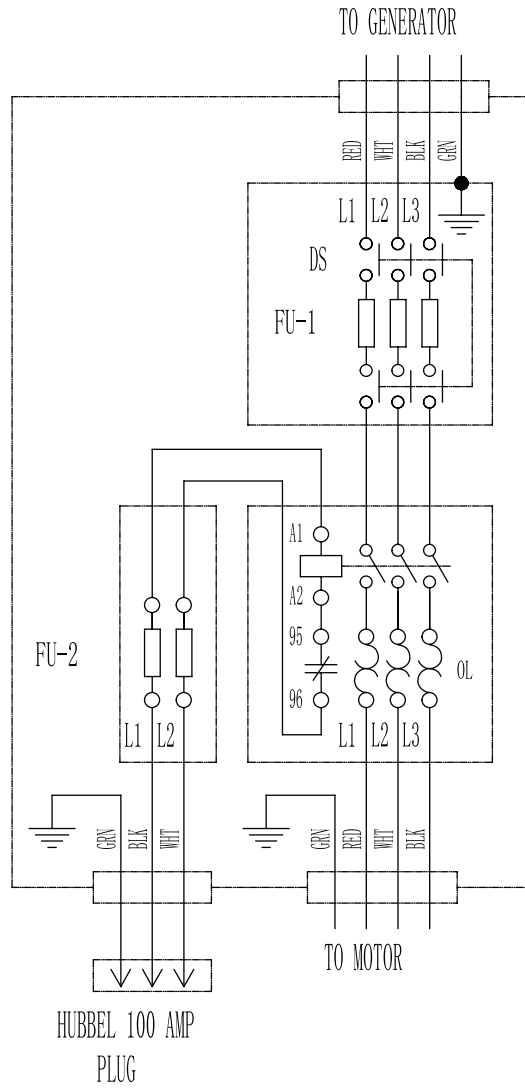 TO GENERATOR
RED
WHT
BLK
GRN
L1 L2 L3
DS
FU-1
A1
A2
95
96
OL
L1 L2 L3
FU-2
L1 L2
GRN
BLK
WHT
GRN
RED
WHT
BLK
TO MOTOR
HUBBEL 100 AMP
PLUG